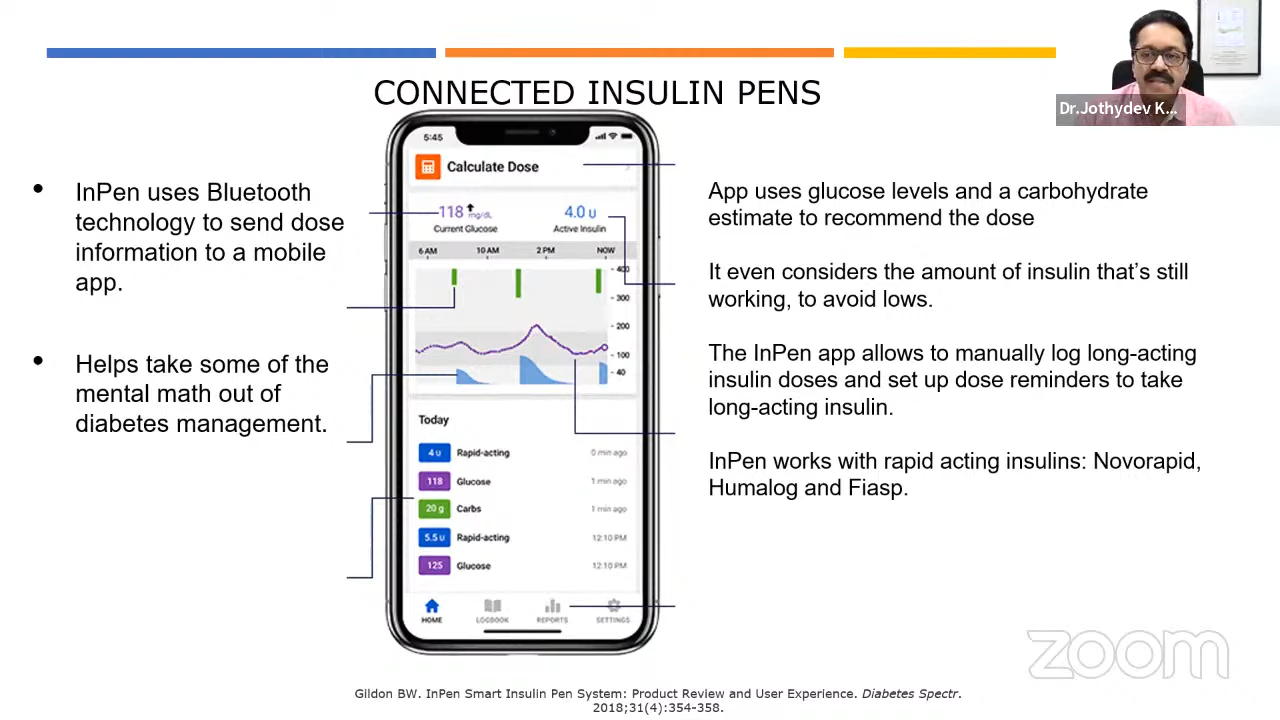 CONNECTED INSULIN PENS
Dr.Jothydev K...
• InPen uses Bluetooth
technology to send dose
information to a mobile
app.
• Helps take some of the
mental math out of
diabetes management.
5:45
Calculate Dose
118 mg/dL
4.0 u
Current Glucose
Active Insulin
6 AM 10 AM 2 PM NOW
400
300
200
100
40
Today
4 u Rapid-acting 0 min ago
118 Glucose 1 min ago
20 g Carbs 1 min ago
5.5 u Rapid-acting 12:10 PM
125 Glucose 12:10 PM
HOME LOGBOOK REPORTS SETTINGS
App uses glucose levels and a carbohydrate
estimate to recommend the dose
It even considers the amount of insulin that’s still
working, to avoid lows.
The InPen app allows to manually log long-acting
insulin doses and set up dose reminders to take
long-acting insulin.
InPen works with rapid acting insulins: Novorapid,
Humalog and Fiasp.
zoom
Gildon BW. InPen Smart Insulin Pen System: Product Review and User Experience. Diabetes Spectr.
2018;31(4):354-358.